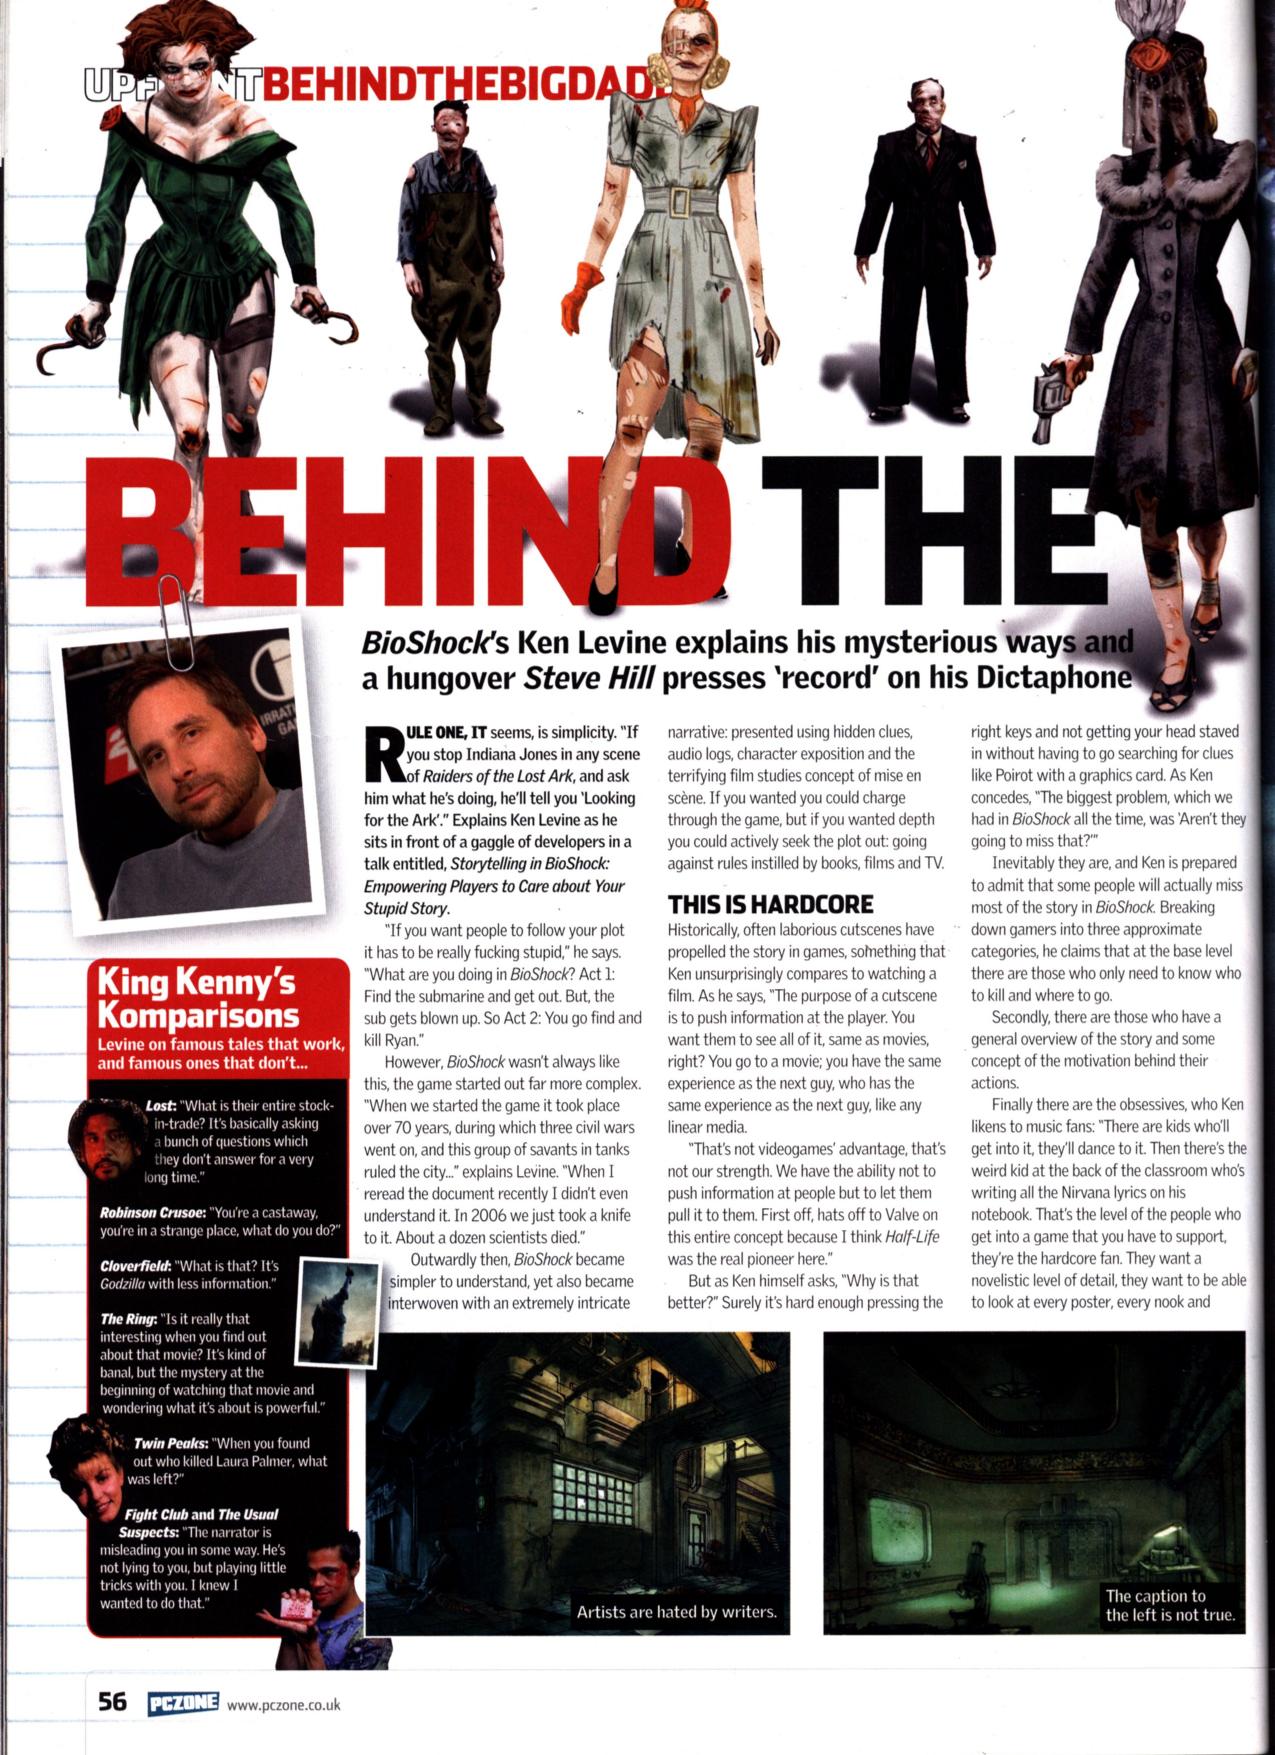 UPFRONTBEHINDTHEBIGDAD
BEHIND THE
BioShock's Ken Levine explains his mysterious ways and
a hungover Steve Hill presses 'record' on his Dictaphone
IRRATI
GA
RULE ONE, IT seems, is simplicity. "If
you stop Indiana Jones in any scene
of Raiders of the Lost Ark, and ask
him what he's doing, he'll tell you 'Looking
for the Ark'." Explains Ken Levine as he
sits in front of a gaggle of developers in a
talk entitled, Storytelling in BioShock:
Empowering Players to Care about Your
Stupid Story.
"If you want people to follow your plot
it has to be really fucking stupid," he says.
"What are you doing in BioShock? Act 1:
Find the submarine and get out. But, the
sub gets blown up. So Act 2: You go find and
kill Ryan."
However, BioShock wasn't always like
this, the game started out far more complex.
"When we started the game it took place
over 70 years, during which three civil wars
went on, and this group of savants in tanks
ruled the city..." explains Levine. "When I
reread the document recently I didn't even
understand it. In 2006 we just took a knife
to it. About a dozen scientists died."
Outwardly then, BioShock became
simpler to understand, yet also became
interwoven with an extremely intricate
narrative: presented using hidden clues,
audio logs, character exposition and the
terrifying film studies concept of mise en
scène. If you wanted you could charge
through the game, but if you wanted depth
you could actively seek the plot out: going
against rules instilled by books, films and TV.
THIS IS HARDCORE
Historically, often laborious cutscenes have
propelled the story in games, something that
Ken unsurprisingly compares to watching a
film. As he says, "The purpose of a cutscene
is to push information at the player. You
want them to see all of it, same as movies,
right? You go to a movie; you have the same
experience as the next guy, who has the
same experience as the next guy, like any
linear media.
"That's not videogames' advantage, that's
not our strength. We have the ability not to
push information at people but to let them
pull it to them. First off, hats off to Valve on
this entire concept because I think Half-Life
was the real pioneer here."
But as Ken himself asks, "Why is that
better?" Surely it's hard enough pressing the
right keys and not getting your head staved
in without having to go searching for clues
like Poirot with a graphics card. As Ken
concedes, "The biggest problem, which we
had in BioShock all the time, was 'Aren't they
going to miss that?'"
Inevitably they are, and Ken is prepared
to admit that some people will actually miss
most of the story in BioShock. Breaking
down gamers into three approximate
categories, he claims that at the base level
there are those who only need to know who
to kill and where to go.
Secondly, there are those who have a
general overview of the story and some
concept of the motivation behind their
actions.
Finally there are the obsessives, who Ken
likens to music fans: "There are kids who'll
get into it, they'll dance to it. Then there's the
weird kid at the back of the classroom who's
writing all the Nirvana lyrics on his
notebook. That's the level of the people who
get into a game that you have to support,
they're the hardcore fan. They want a
novelistic level of detail, they want to be able
to look at every poster, every nook and
King Kenny's
Komparisons
Levine on famous tales that work,
and famous ones that don't...
Lost: "What is their entire stock-
in-trade? It's basically asking
a bunch of questions which
they don't answer for a very
long time."
Robinson Crusoe: "You're a castaway,
you're in a strange place, what do you do?"
Cloverfield: "What is that? It's
Godzilla with less information."
The Ring: "Is it really that
interesting when you find out
about that movie? It's kind of
banal, but the mystery at the
beginning of watching that movie and
wondering what it's about is powerful."
Twin Peaks: "When you found
out who killed Laura Palmer, what
was left?"
Fight Club and The Usual
Suspects: "The narrator is
misleading you in some way. He's
not lying to you, but playing little
tricks with you. I knew I
wanted to do that."
Artists are hated by writers.
The caption to
the left is not true.
56 PCZONE www.pczone.co.uk